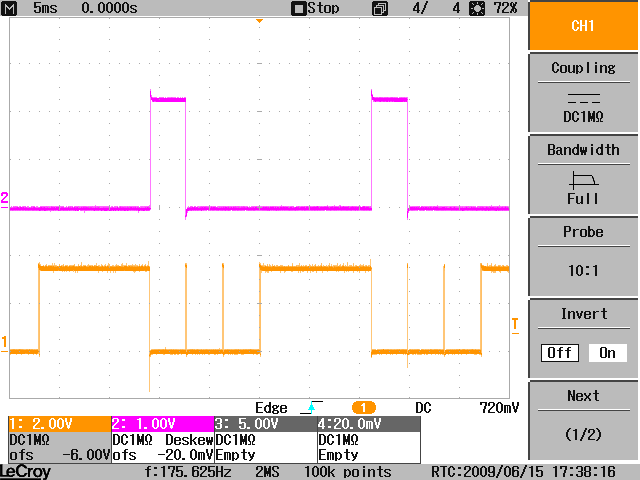 M 5ms 0.0000s Stop 4/ 4 72%
CH1
Coupling
DC1MΩ
Bandwidth
Full
Probe
10:1
Invert
Off On
Next
(1/2)
2
1
T
Edge 1 DC 720mV
1: 2.00V 2: 1.00V 3: 5.00V 4:20.0mV
DC1MΩ DC1MΩ Deskew DC1MΩ DC1MΩ
ofs -6.00V ofs -20.0mV Empty Empty
LeCroy f:175.625Hz 2MS 100k points RTC:2009/06/15 17:38:16